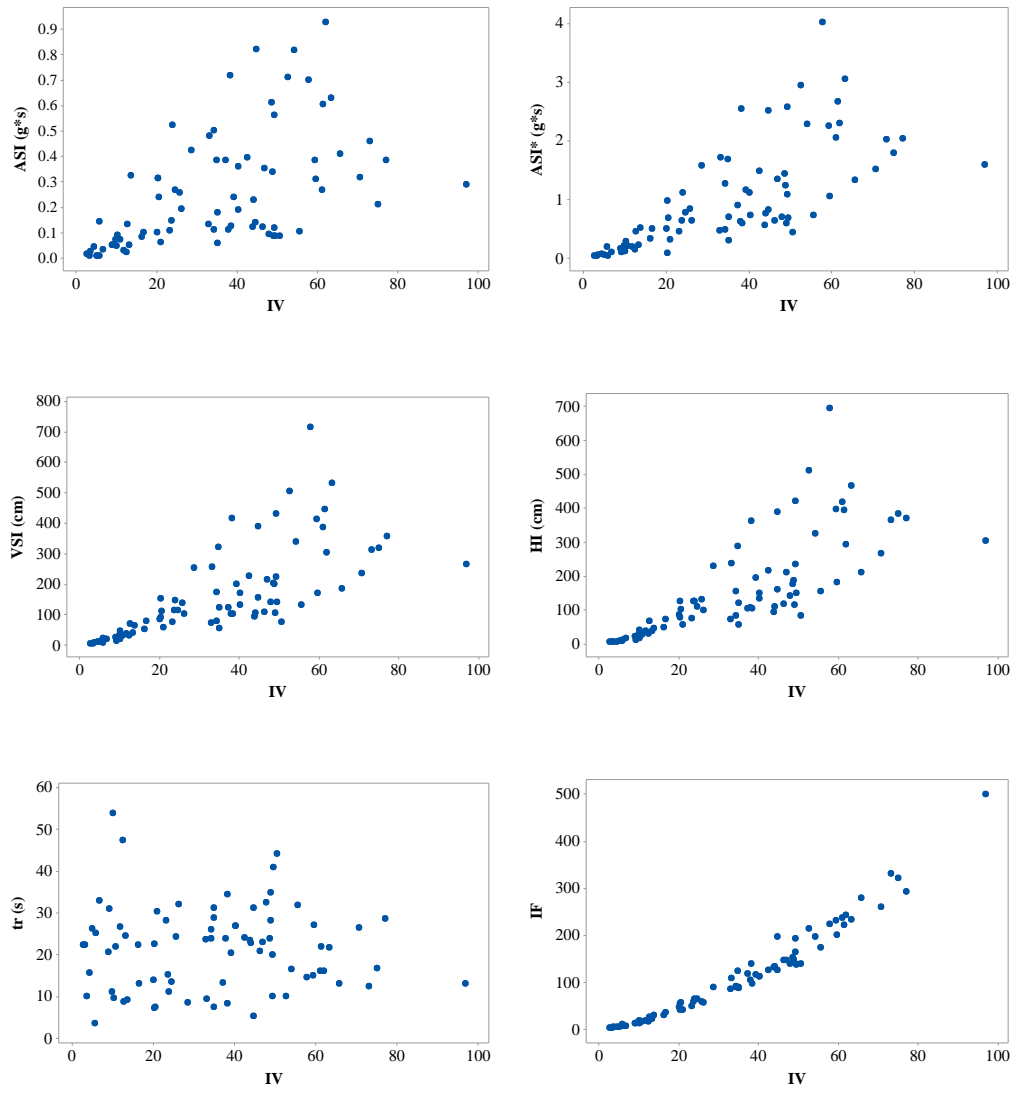 0.9
0.8
0.7
0.6
0.5
0.4
0.3
0.2
0.1
0.0
ASI (g*s)
0 20 40 60 80 100
IV
4
3
2
1
0
ASI* (g*s)
0 20 40 60 80 100
IV
800
700
600
500
400
300
200
100
0
VSI (cm)
0 20 40 60 80 100
IV
700
600
500
400
300
200
100
0
HI (cm)
0 20 40 60 80 100
IV
60
50
40
30
20
10
0
tr (s)
0 20 40 60 80 100
IV
500
400
300
200
100
0
IF
0 20 40 60 80 100
IV